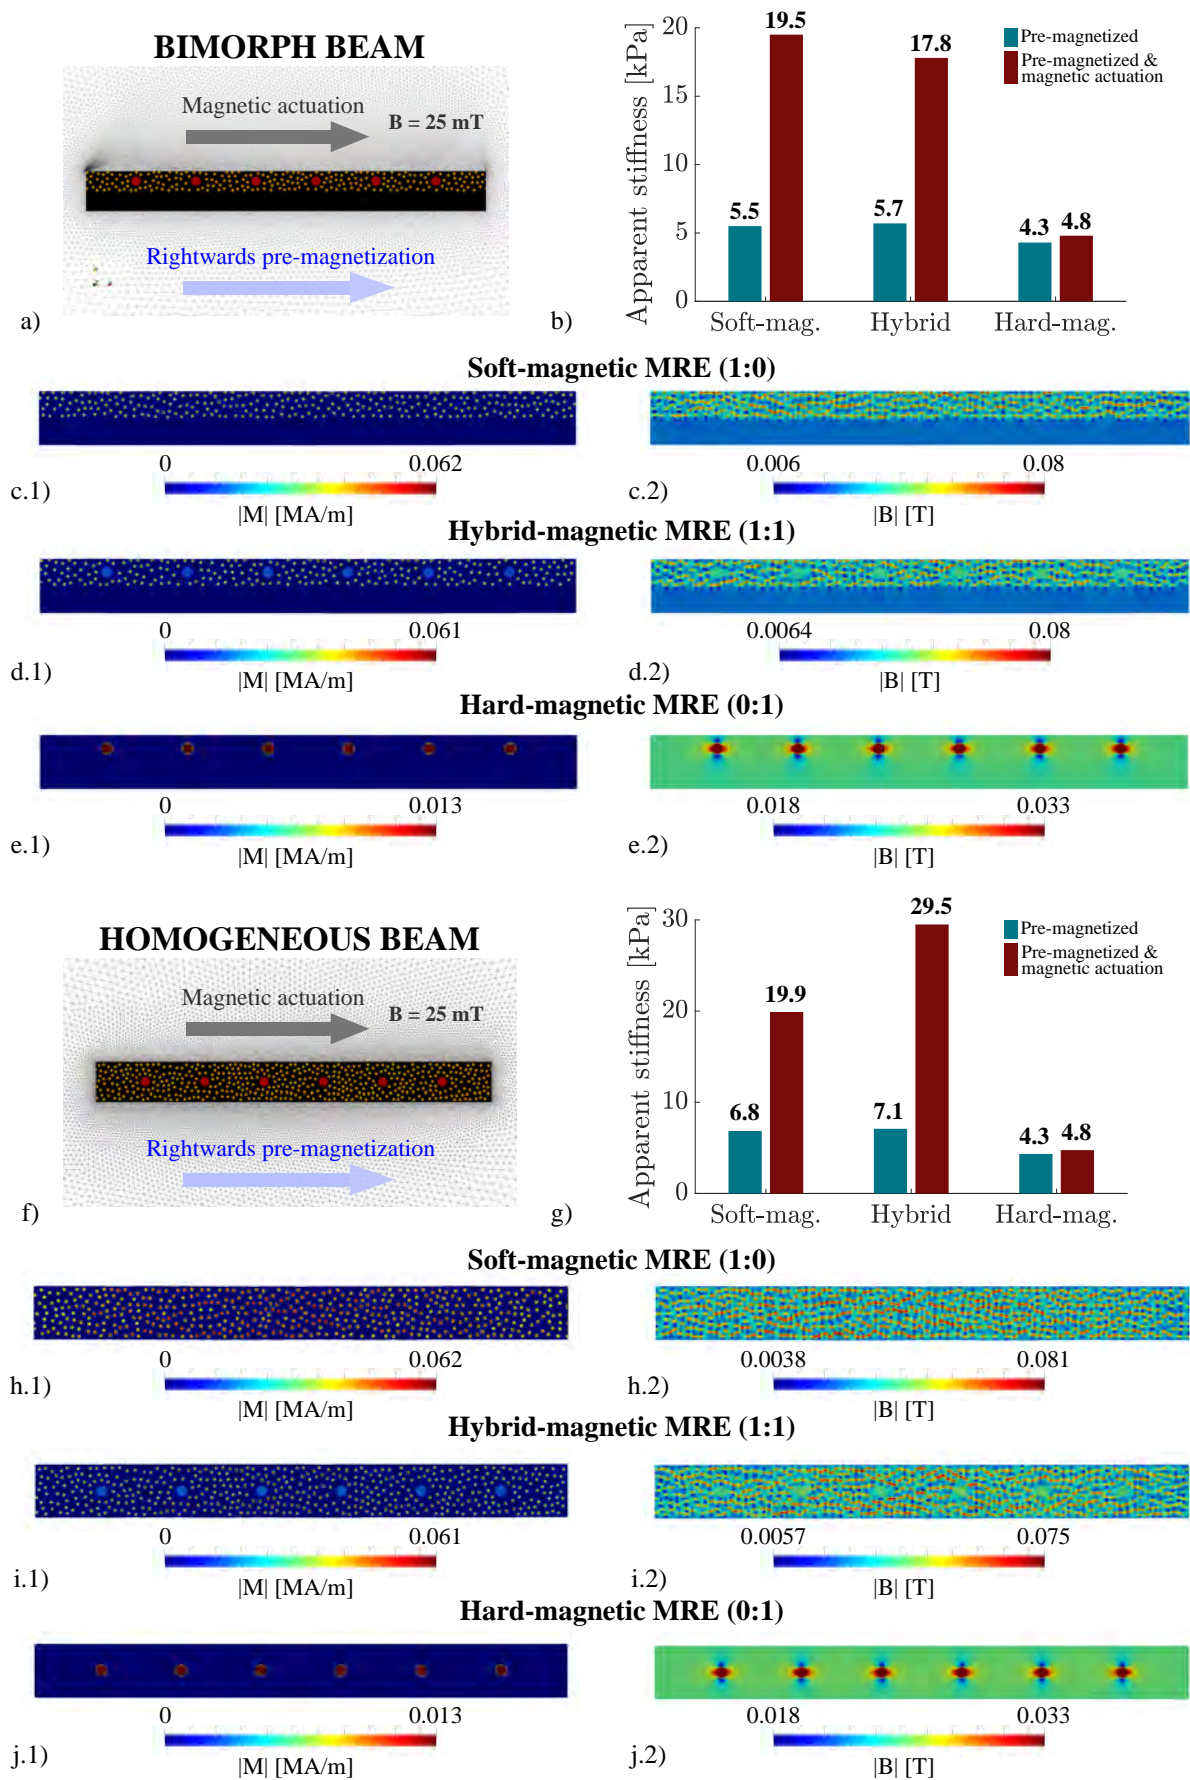 BIMORPH BEAM
Magnetic actuation
B = 25 mT
Rightwards pre-magnetization
a)
Apparent stiffness [kPa]
20
15
10
5
0
19.5
17.8
5.5
5.7
4.3
4.8
Pre-magnetized
Pre-magnetized &
magnetic actuation
Soft-mag.
Hybrid
Hard-mag.
b)
Soft-magnetic MRE (1:0)
0
0.062
c.1)
|M| [MA/m]
0.006
0.08
c.2)
|B| [T]
Hybrid-magnetic MRE (1:1)
0
0.061
d.1)
|M| [MA/m]
0.0064
0.08
d.2)
|B| [T]
Hard-magnetic MRE (0:1)
0
0.013
e.1)
|M| [MA/m]
0.018
0.033
e.2)
|B| [T]
HOMOGENEOUS BEAM
Magnetic actuation
B = 25 mT
Rightwards pre-magnetization
f)
Apparent stiffness [kPa]
30
20
10
0
29.5
19.9
6.8
7.1
4.3
4.8
Pre-magnetized
Pre-magnetized &
magnetic actuation
Soft-mag.
Hybrid
Hard-mag.
g)
Soft-magnetic MRE (1:0)
0
0.062
h.1)
|M| [MA/m]
0.0038
0.081
h.2)
|B| [T]
Hybrid-magnetic MRE (1:1)
0
0.061
i.1)
|M| [MA/m]
0.0057
0.075
i.2)
|B| [T]
Hard-magnetic MRE (0:1)
0
0.013
j.1)
|M| [MA/m]
0.018
0.033
j.2)
|B| [T]